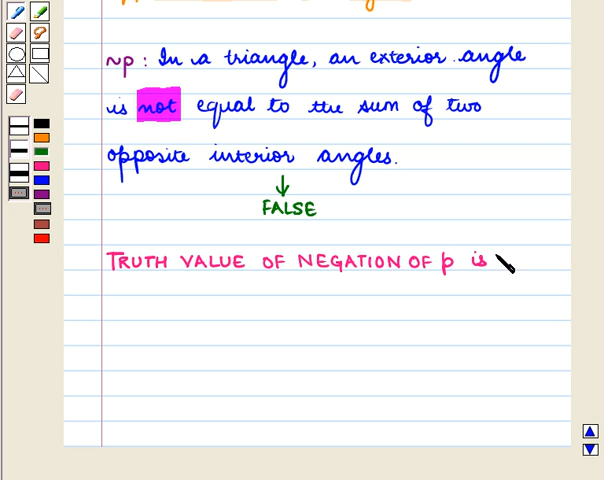 ~p : In a triangle, an exterior angle
is not equal to the sum of two
opposite interior angles.
FALSE
TRUTH VALUE OF NEGATION OF p is